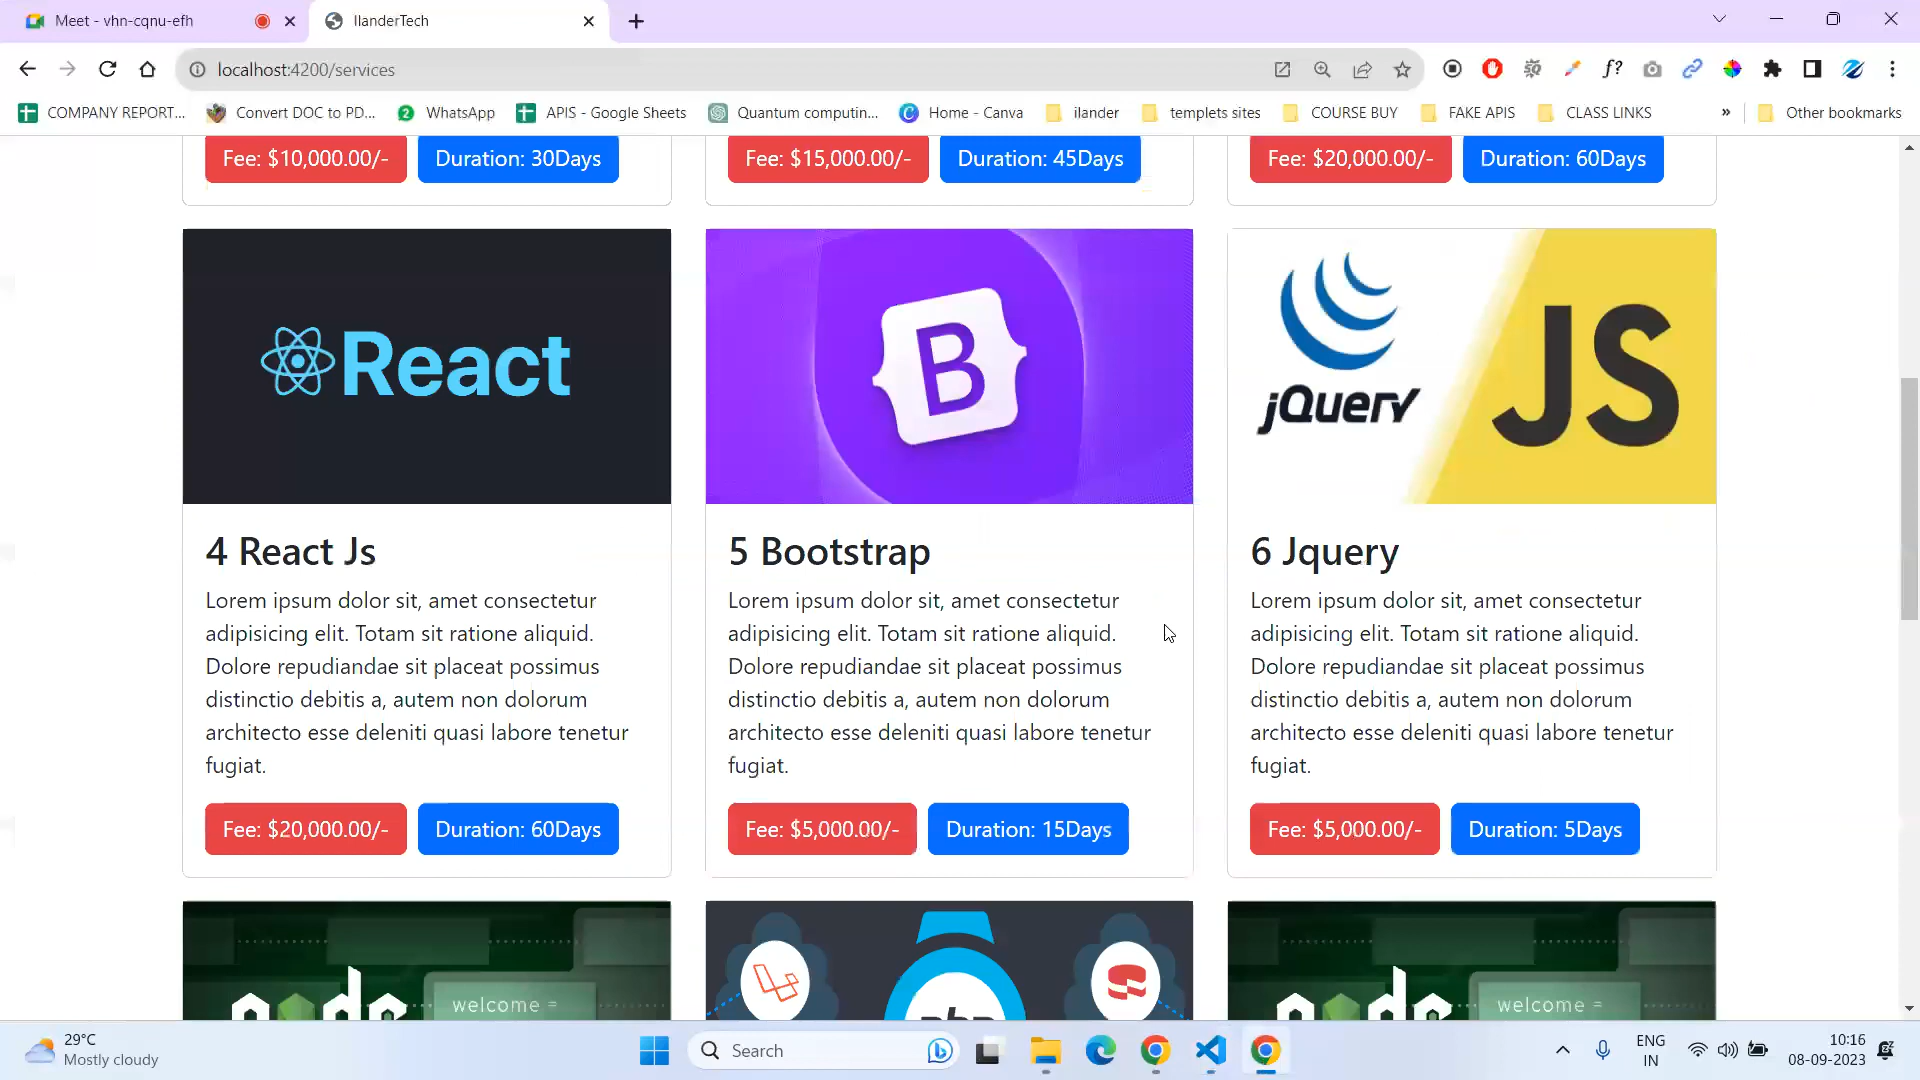 Meet - vhn-cqnu-efh
IlanderTech
localhost:4200/services
COMPANY REPORT...
Convert DOC to PD...
2
WhatsApp
APIS - Google Sheets
Quantum computin...
Home - Canva
ilander
templets sites
COURSE BUY
FAKE APIS
CLASS LINKS
»
Other bookmarks
Fee: $10,000.00/-
Duration: 30Days
Fee: $15,000.00/-
Duration: 45Days
Fee: $20,000.00/-
Duration: 60Days
React
B
jQuery
JS
4 React Js
Lorem ipsum dolor sit, amet consectetur
adipisicing elit. Totam sit ratione aliquid.
Dolore repudiandae sit placeat possimus
distinctio debitis a, autem non dolorum
architecto esse deleniti quasi labore tenetur
fugiat.
Fee: $20,000.00/-
Duration: 60Days
5 Bootstrap
Lorem ipsum dolor sit, amet consectetur
adipisicing elit. Totam sit ratione aliquid.
Dolore repudiandae sit placeat possimus
distinctio debitis a, autem non dolorum
architecto esse deleniti quasi labore tenetur
fugiat.
Fee: $5,000.00/-
Duration: 15Days
6 Jquery
Lorem ipsum dolor sit, amet consectetur
adipisicing elit. Totam sit ratione aliquid.
Dolore repudiandae sit placeat possimus
distinctio debitis a, autem non dolorum
architecto esse deleniti quasi labore tenetur
fugiat.
Fee: $5,000.00/-
Duration: 5Days
node
welcome =
php
node
welcome =
29°C
Mostly cloudy
Search
ENG
IN
10:16
08-09-2023